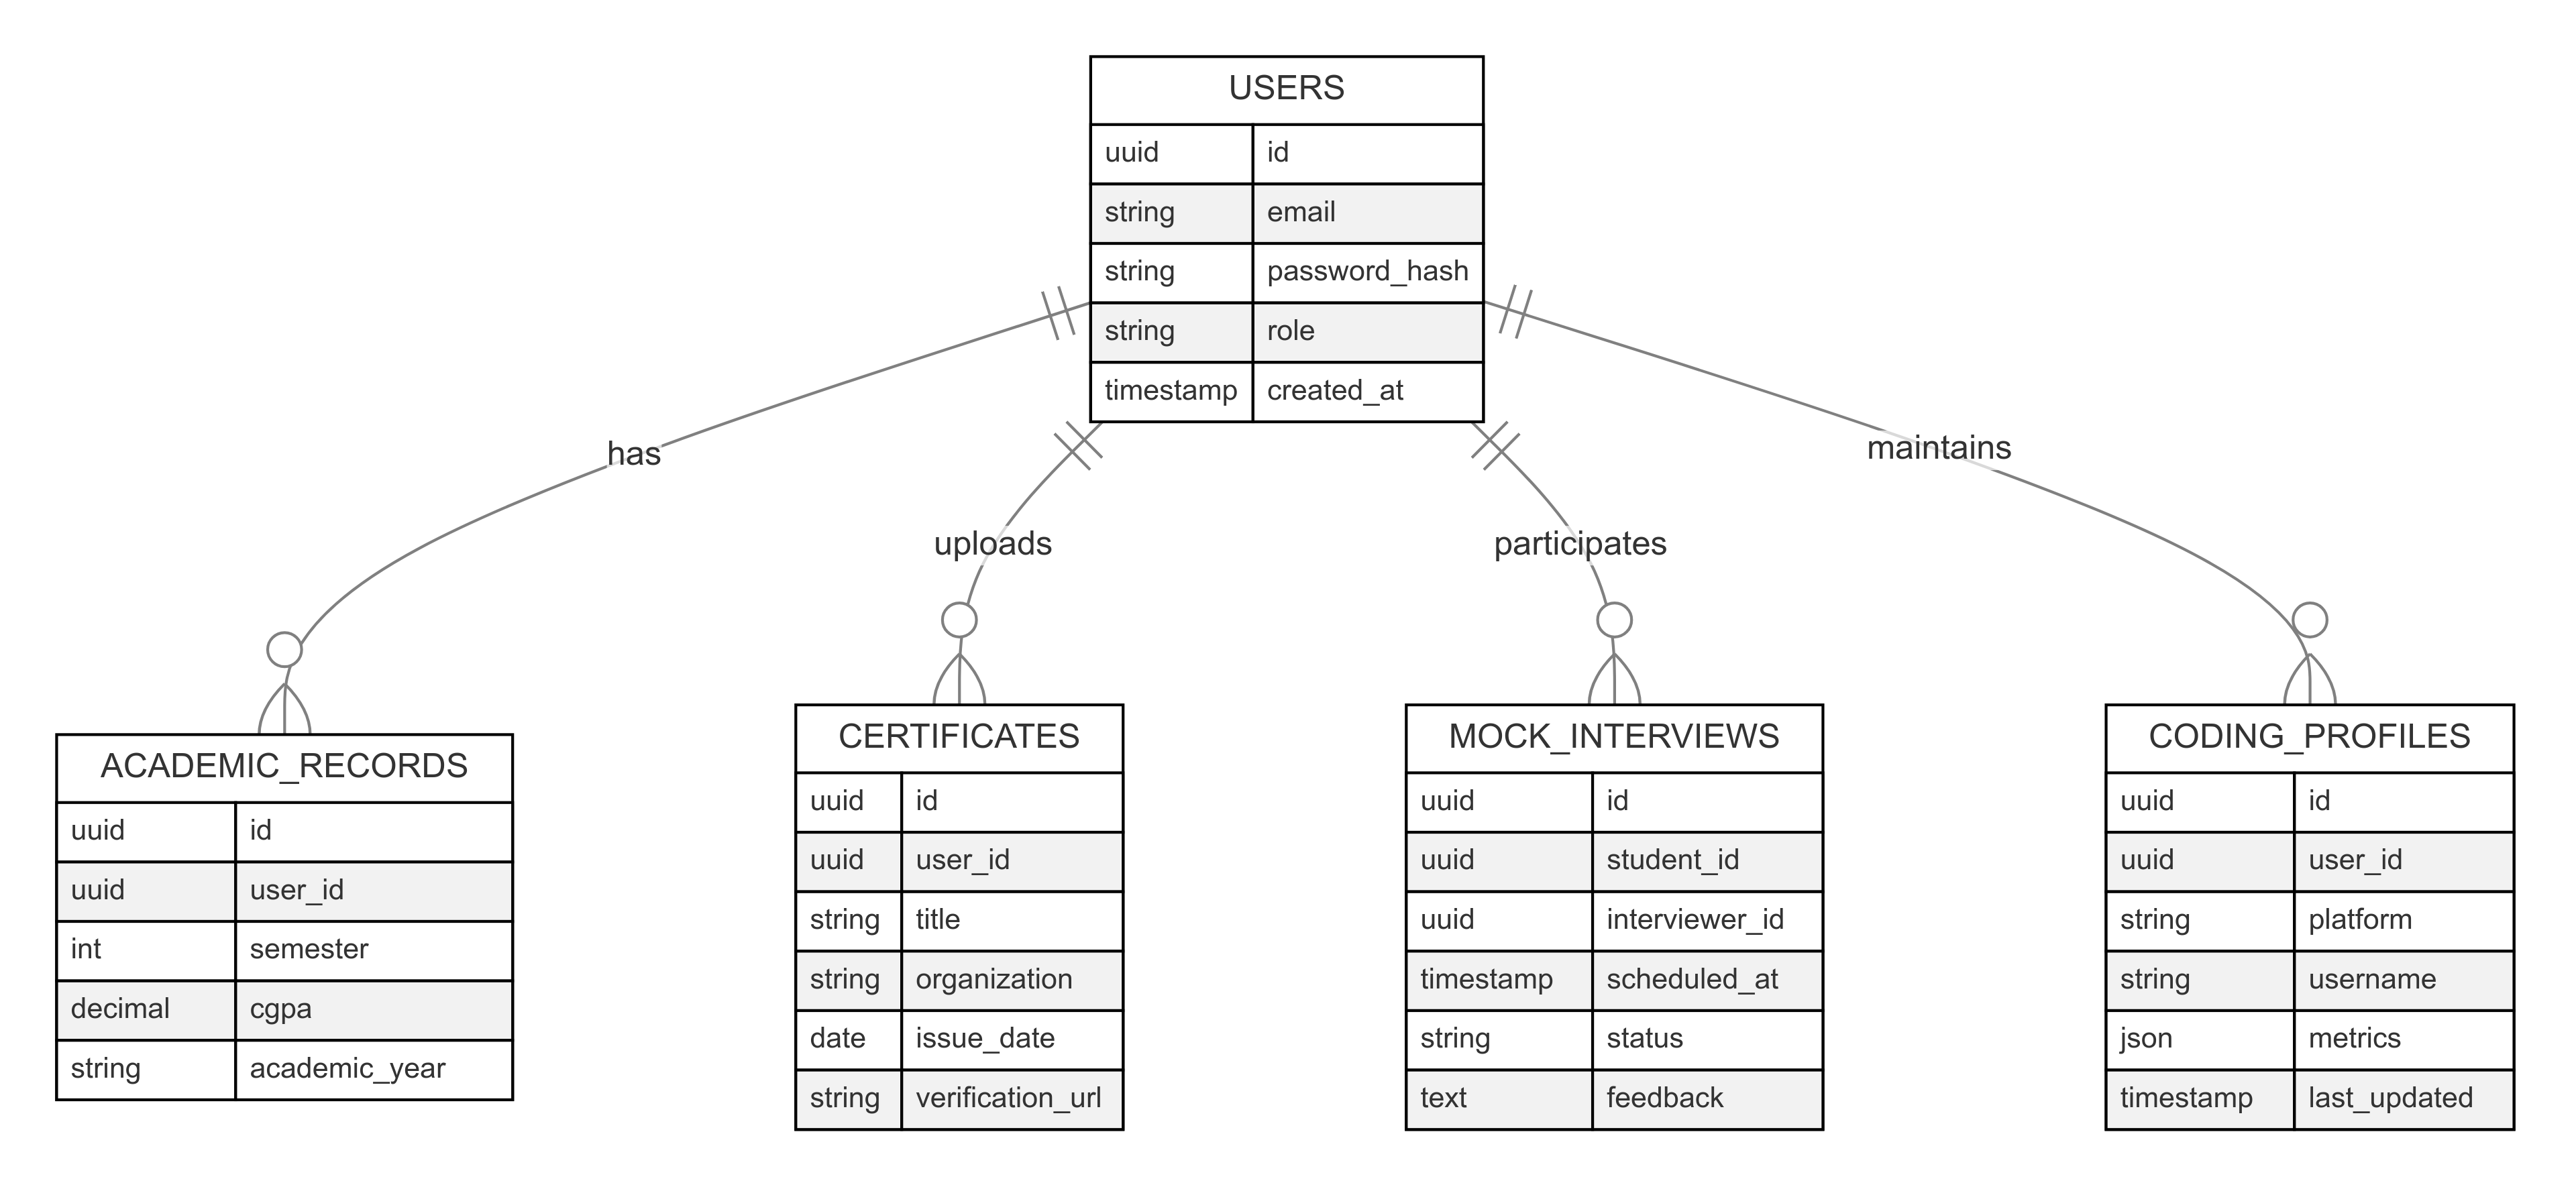 USERS
uuid id
string email
string password_hash
string role
timestamp created_at
has
uploads
participates
maintains
ACADEMIC_RECORDS
uuid id
uuid user_id
int semester
decimal cgpa
string academic_year
CERTIFICATES
uuid id
uuid user_id
string title
string organization
date issue_date
string verification_url
MOCK_INTERVIEWS
uuid id
uuid student_id
uuid interviewer_id
timestamp scheduled_at
string status
text feedback
CODING_PROFILES
uuid id
uuid user_id
string platform
string username
json metrics
timestamp last_updated